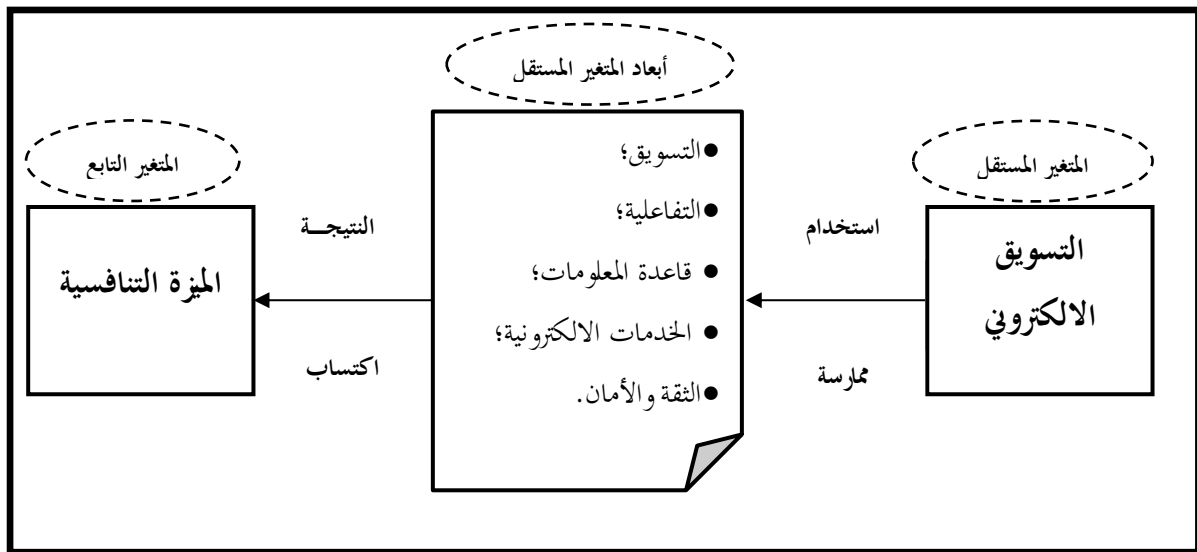 أبعاد المتغير المستقل
المتغير المستقل
المتغير التابع
التسويق
الالكتروني
استخدام
ممارسة
●التسويق؛
●التفاعلية؛
● قاعدة المعلومات؛
● الخدمات الالكترونية؛
●الثقة والأمان.
النتيجــة
اكتساب
الميزة التنافسية